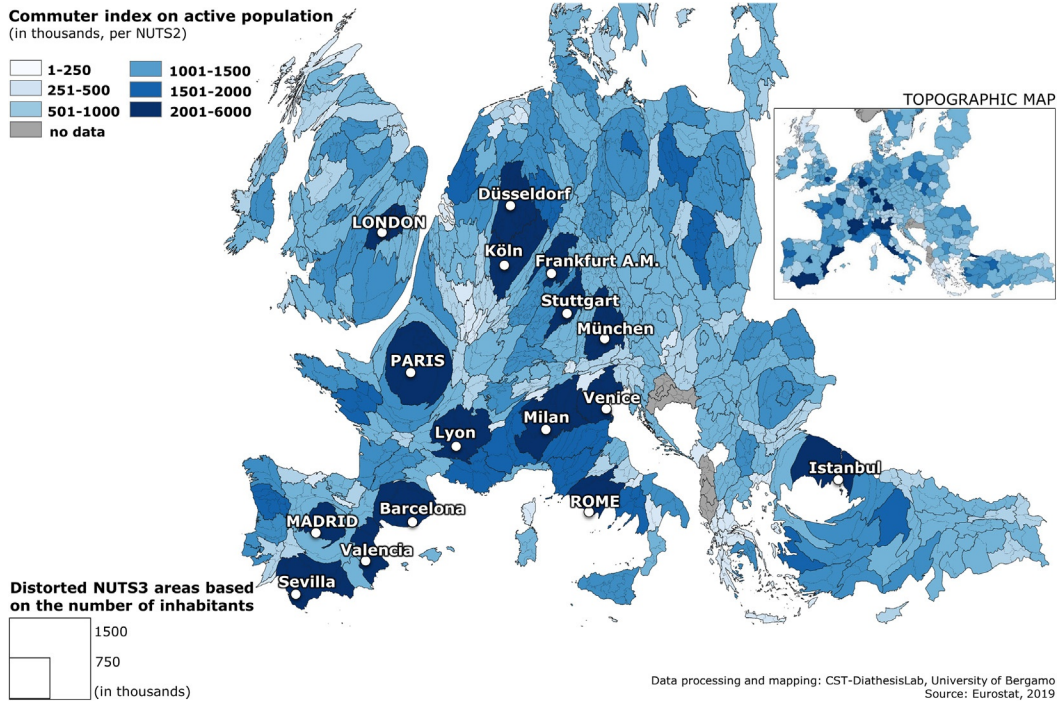 Commuter index on active population
(in thousands, per NUTS2)
1-250
251-500
501-1000
no data
1001-1500
1501-2000
2001-6000
TOPOGRAPHIC MAP
Düsseldorf
LONDON
Köln
Frankfurt A.M.
Stuttgart
München
PARIS
Venice
Milan
Lyon
Istanbul
ROME
Barcelona
MADRID
Valencia
Sevilla
Distorted NUTS3 areas based
on the number of inhabitants
1500
750
(in thousands)
Data processing and mapping: CST-DiathesisLab, University of Bergamo
Source: Eurostat, 2019